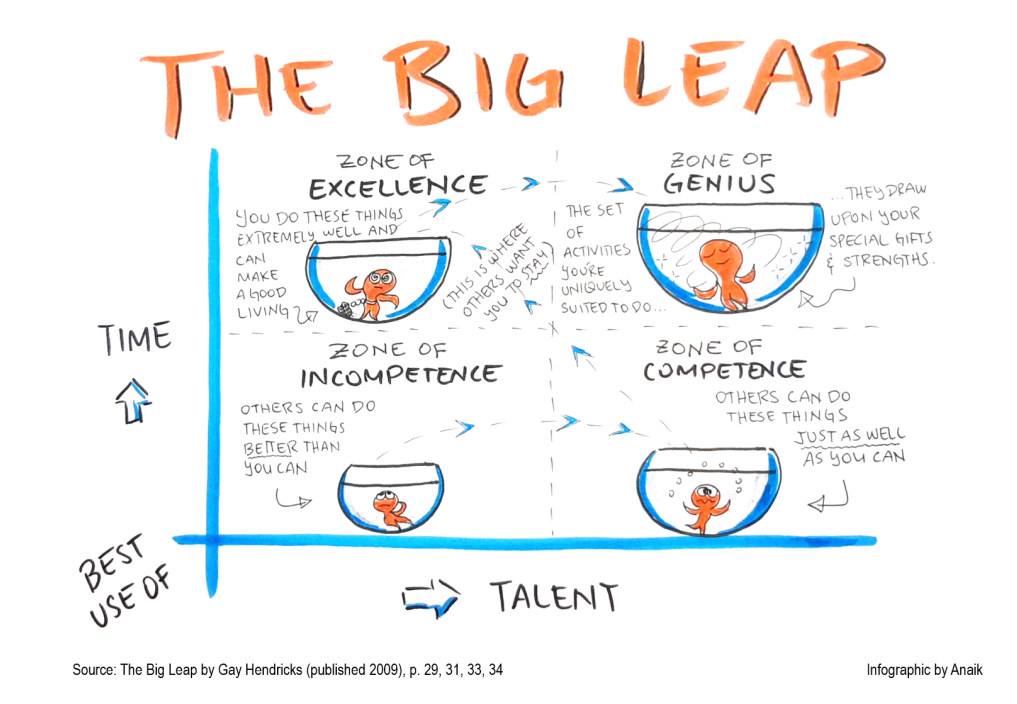 THE BIG LEAP
ZONE OF
EXCELLENCE
YOU DO THESE THINGS
EXTREMELY WELL AND
CAN
MAKE
A GOOD
LIVING
(THIS IS WHERE
OTHERS WANT
YOU TO STAY)
ZONE OF
GENIUS
THE SET
OF
ACTIVITIES
YOU'RE
UNIQUELY
SUITED TO DO...
...THEY DRAW
UPON YOUR
SPECIAL GIFTS
& STRENGTHS.
ZONE OF
INCOMPETENCE
OTHERS CAN DO
THESE THINGS
BETTER THAN
YOU CAN
ZONE OF
COMPETENCE
OTHERS CAN DO
THESE THINGS
JUST AS WELL
AS YOU CAN
TIME
BEST
USE OF
TALENT
Source: The Big Leap by Gay Hendricks (published 2009), p. 29, 31, 33, 34
Infographic by Anaik